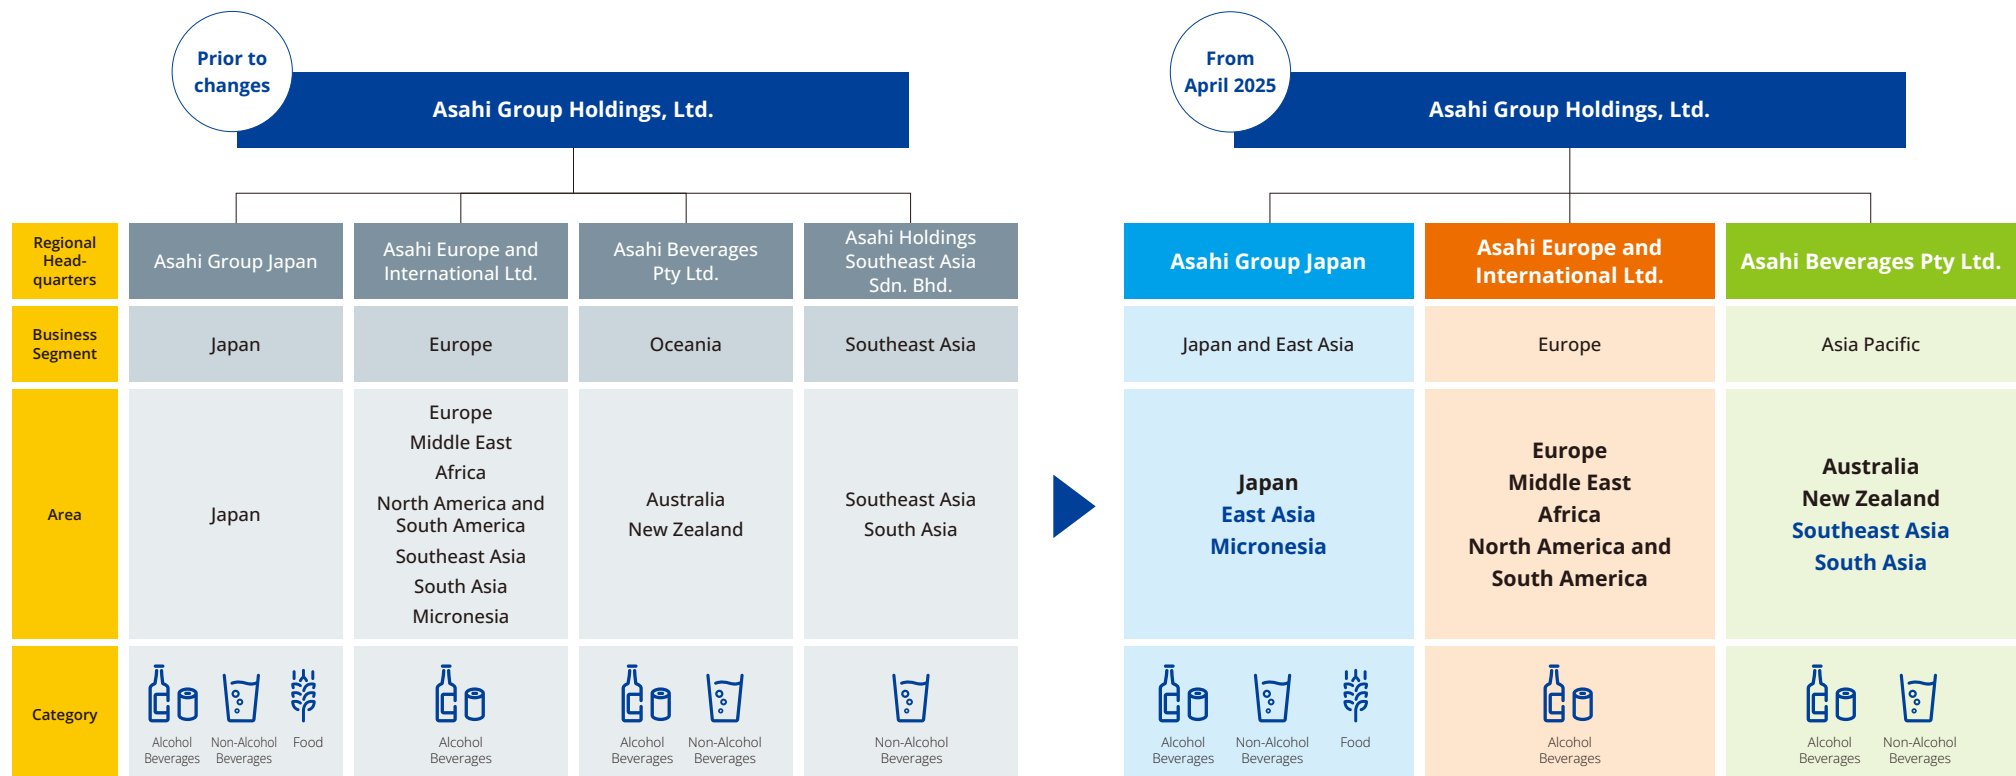 Prior to
changes
Asahi Group Holdings, Ltd.
Regional
Head-
quarters
Asahi Group Japan
Asahi Europe and
International Ltd.
Asahi Beverages
Pty Ltd.
Asahi Holdings
Southeast Asia
Sdn. Bhd.
Business
Segment
Japan
Europe
Oceania
Southeast Asia
Area
Japan
Europe
Middle East
Africa
North America and
South America
Southeast Asia
South Asia
Micronesia
Australia
New Zealand
Southeast Asia
South Asia
Category
Alcohol
Beverages
Non-Alcohol
Beverages
Food
Alcohol
Beverages
Alcohol
Beverages
Non-Alcohol
Beverages
Non-Alcohol
Beverages
From
April 2025
Asahi Group Holdings, Ltd.
Asahi Group Japan
Asahi Europe and
International Ltd.
Asahi Beverages Pty Ltd.
Japan and East Asia
Europe
Asia Pacific
Japan
East Asia
Micronesia
Europe
Middle East
Africa
North America and
South America
Australia
New Zealand
Southeast Asia
South Asia
Alcohol
Beverages
Non-Alcohol
Beverages
Food
Alcohol
Beverages
Alcohol
Beverages
Non-Alcohol
Beverages